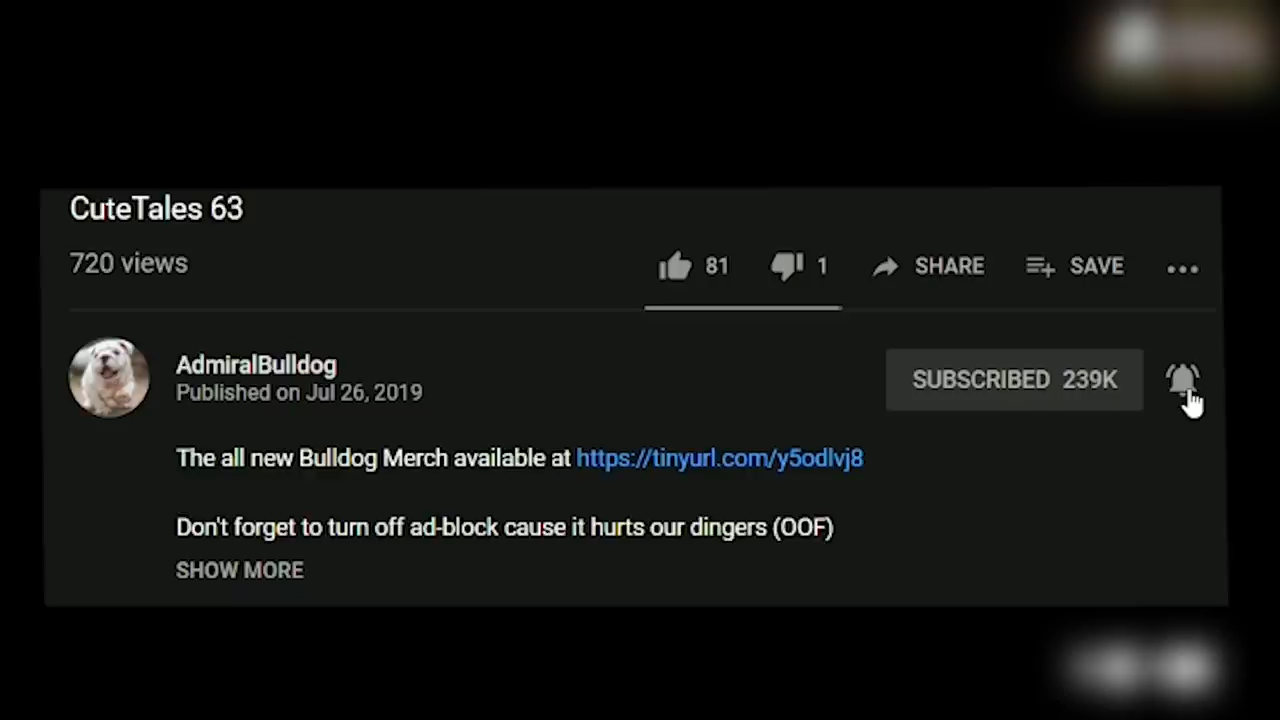 CuteTales 63
720 views
81 1 SHARE SAVE
AdmiralBulldog
Published on Jul 26, 2019
SUBSCRIBED 239K
The all new Bulldog Merch available at https://tinyurl.com/y5odlvj8
Don't forget to turn off ad-block cause it hurts our dingers (OOF)
SHOW MORE